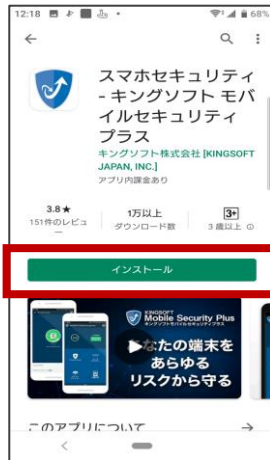 12:18
68%
スマホセキュリティ
- キングソフト モバ
イルセキュリティ
プラス
キングソフト株式会社 [KINGSOFT
JAPAN, INC.]
アプリ内課金あり
3.8★
151件のレビュ
ー
1万以上
ダウンロード数
3+
3 歳以上
インストール
KINGSOFT
Mobile Security Plus
キングソフトモバイルセキュリティプラス
あなたの端末を
あらゆる
リスクから守る
このアプリについて